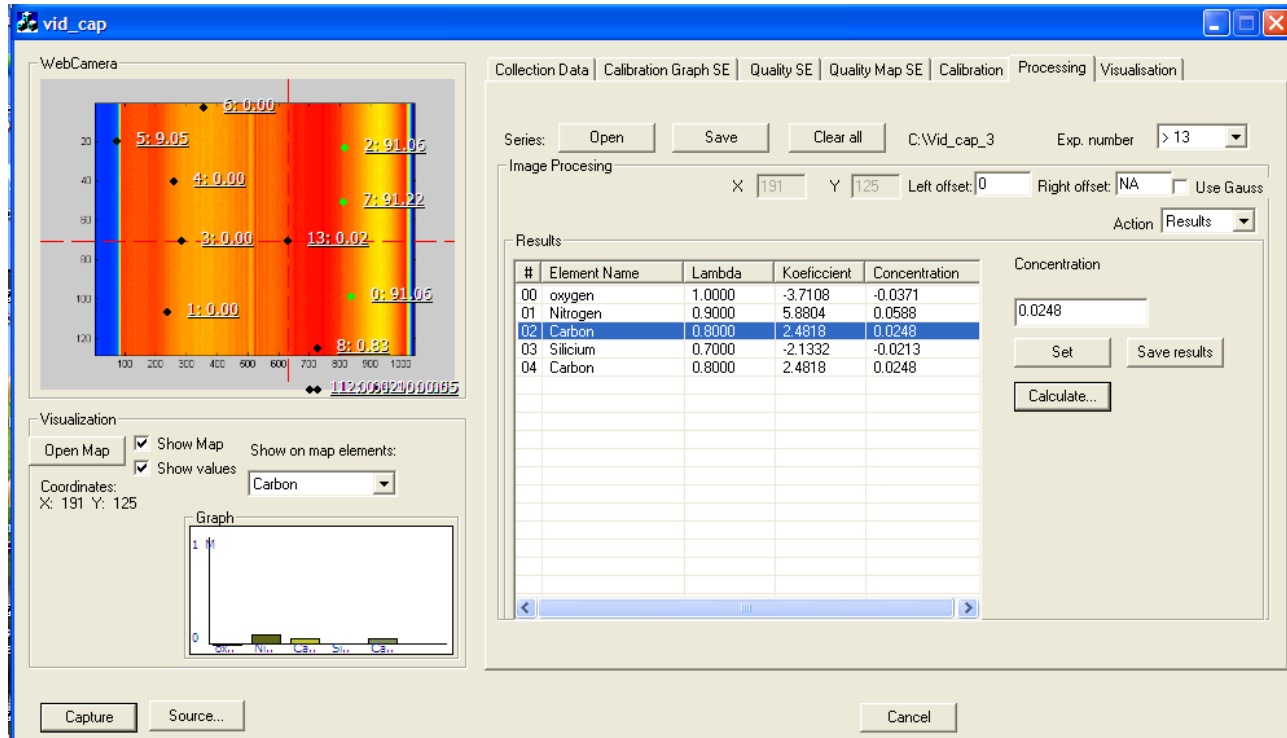 vid_cap
WebCamera
6: 0.00
5: 9.05
2: 91.06
4: 0.00
7: 91.22
3: 0.00
13: 0.02
0: 91.06
1: 0.00
8: 0.83
20
40
60
80
100
120
100 200 300 400 500 600 700 800 900 1000
Visualization
Open Map
Show Map
Show values
Show on map elements:
Carbon
Coordinates:
X: 191 Y: 125
Graph
1 M
0
ox.. Ni... Ca.. Si... Ca..
Capture
Source...
Collection Data
Calibration Graph SE
Quality SE
Quality Map SE
Calibration
Processing
Visualisation
Series:
Open
Save
Clear all
C:\Vid_cap_3
Exp. number
> 13
Image Procesing
X 191 Y 125 Left offset: 0 Right offset: NA Use Gauss
Action Results
Results
# Element Name Lambda Koeficcient Concentration
00 oxygen 1.0000 -3.7108 -0.0371
01 Nitrogen 0.9000 5.8804 0.0588
02 Carbon 0.8000 2.4818 0.0248
03 Silicium 0.7000 -2.1332 -0.0213
04 Carbon 0.8000 2.4818 0.0248
Concentration
0.0248
Set
Save results
Calculate...
Cancel